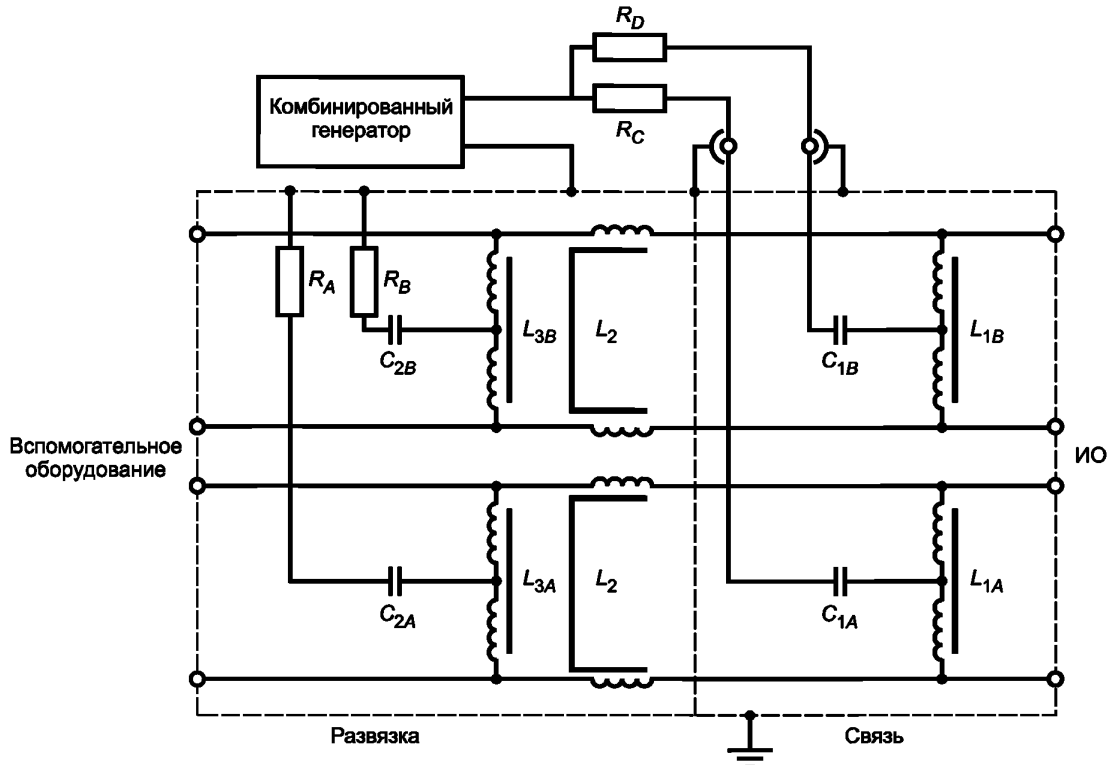 R_D
Комбинированный
генератор
R_C
R_A
R_B
L_3B
L_2
L_1B
C_2B
C_1B
Вспомогательное
оборудование
ИО
L_3A
L_2
L_1A
C_2A
C_1A
Развязка
Связь